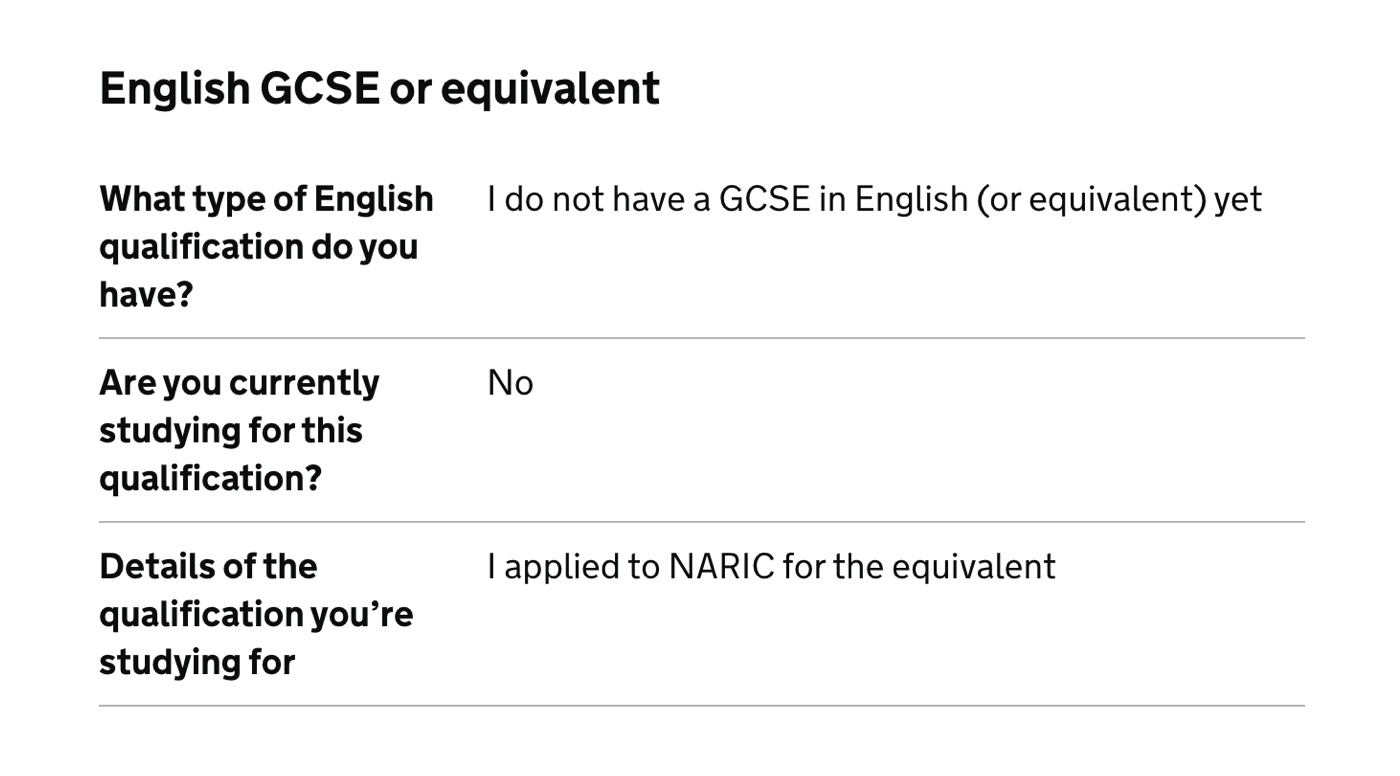 English GCSE or equivalent
What type of English
qualification do you
have?
I do not have a GCSE in English (or equivalent) yet
Are you currently
studying for this
qualification?
No
Details of the
qualification you’re
studying for
I applied to NARIC for the equivalent